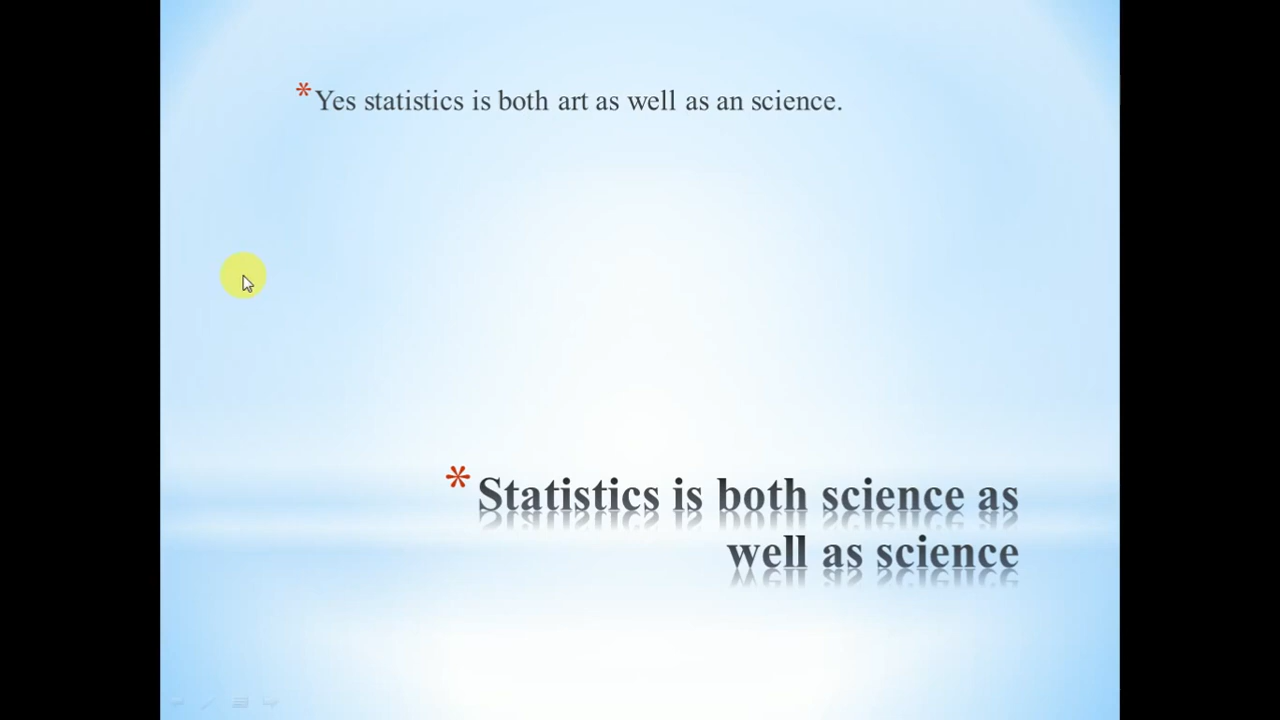 * Yes statistics is both art as well as an science.
* Statistics is both science as
well as science